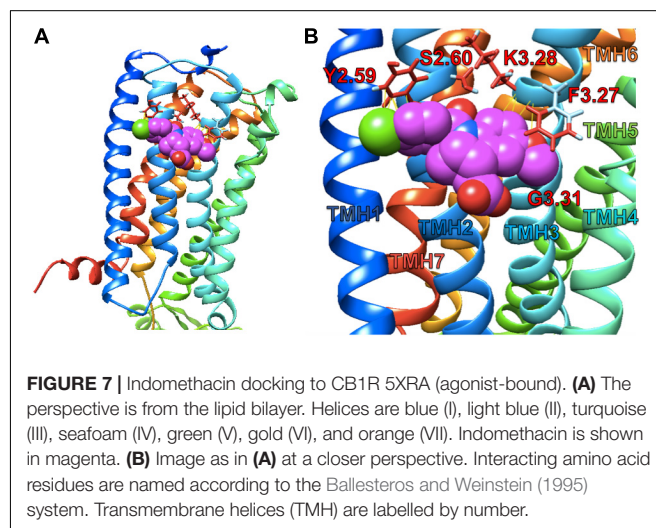 A
B
S2.60
K3.28
TMH6
Y2.59
F3.27
TMH5
G3.31
TMH1
TMH2
TMH3
TMH4
TMH7
FIGURE 7 | Indomethacin docking to CB1R 5XRA (agonist-bound). (A) The
perspective is from the lipid bilayer. Helices are blue (I), light blue (II), turquoise
(III), seafoam (IV), green (V), gold (VI), and orange (VII). Indomethacin is shown
in magenta. (B) Image as in (A) at a closer perspective. Interacting amino acid
residues are named according to the Ballesteros and Weinstein (1995)
system. Transmembrane helices (TMH) are labelled by number.